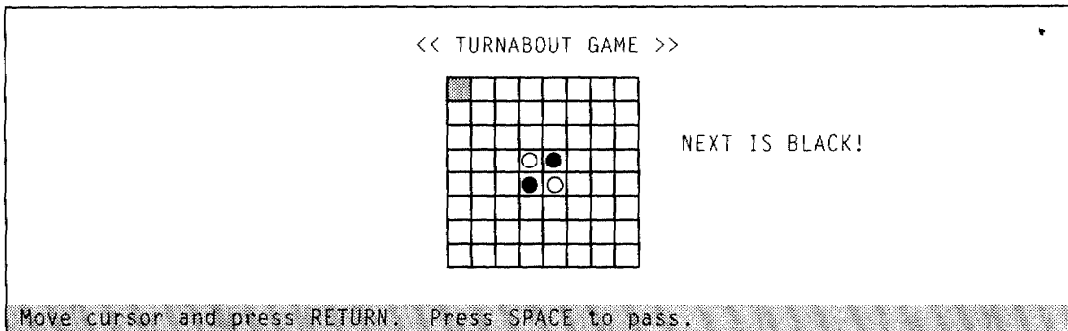 << TURNABOUT GAME >>
NEXT IS BLACK!
Move cursor and press RETURN. Press SPACE to pass.